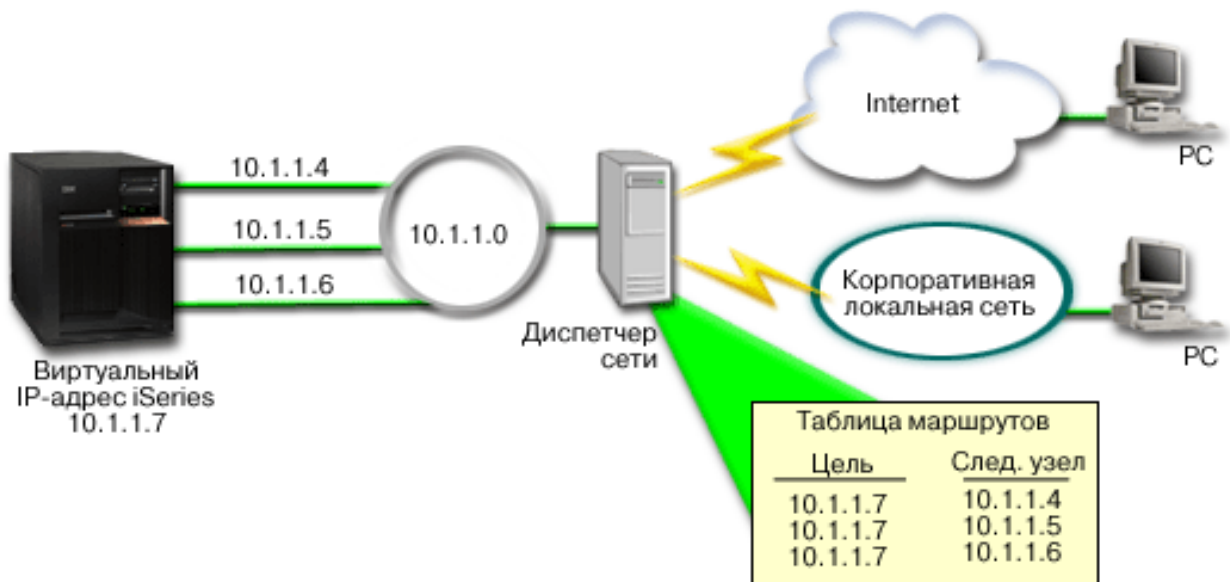 10.1.1.4
10.1.1.5
10.1.1.6
Виртуальный
IP-адрес iSeries
10.1.1.7
10.1.1.0
Диспетчер
сети
Internet
PC
Корпоративная
локальная сеть
PC
Таблица маршрутов
Цель След. узел
10.1.1.7 10.1.1.4
10.1.1.7 10.1.1.5
10.1.1.7 10.1.1.6